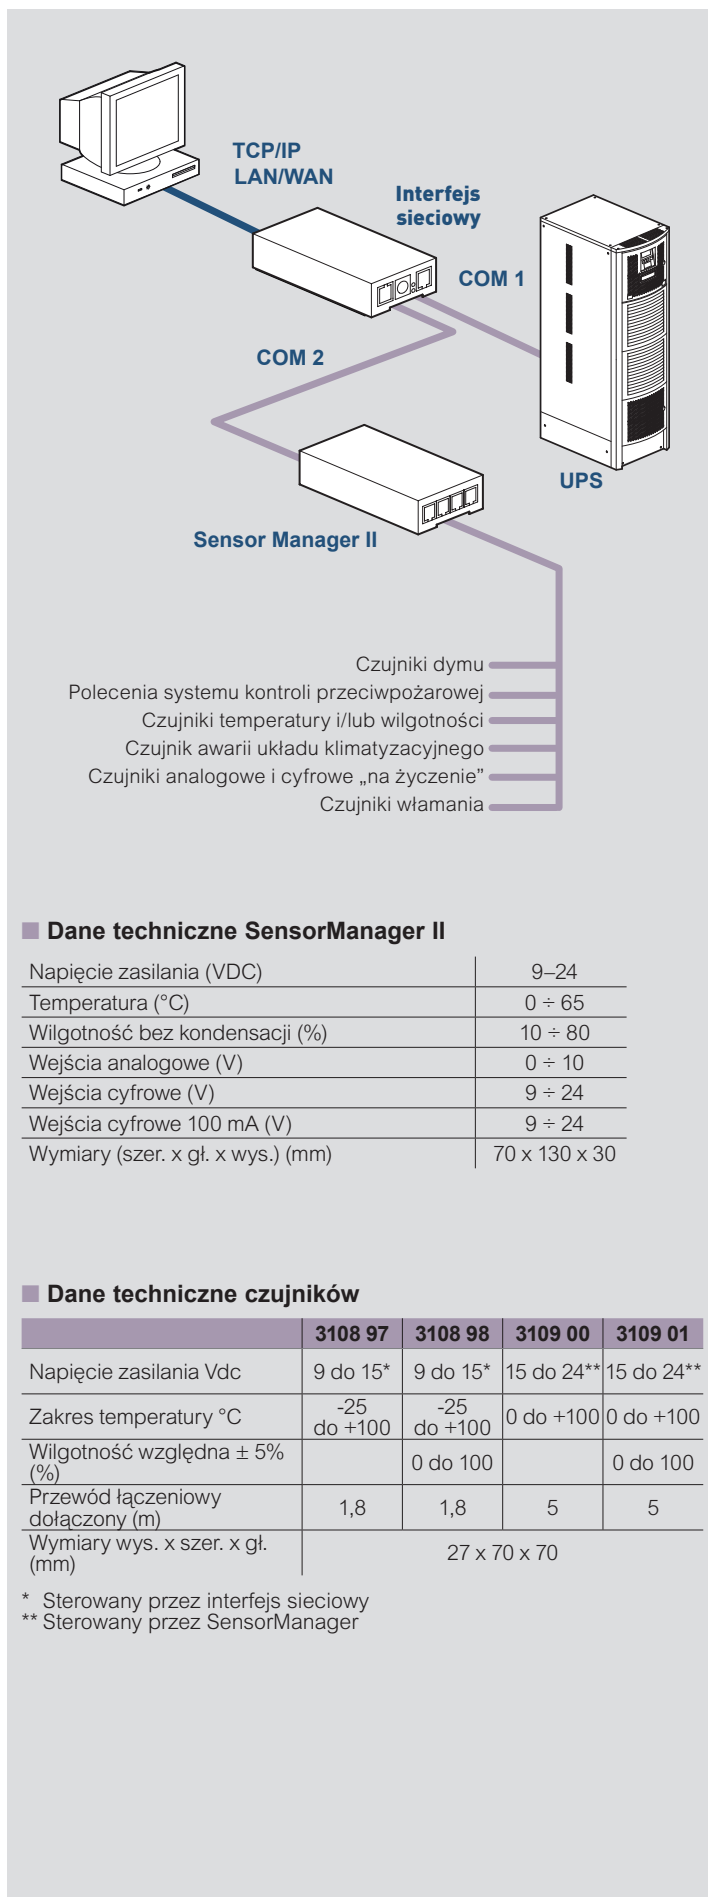 TCP/IP
LAN/WAN
Interfejs
sieciowy
COM 1
COM 2
UPS
Sensor Manager II
Czujniki dymu
Polecenia systemu kontroli przeciwpożarowej
Czujniki temperatury i/lub wilgotności
Czujnik awarii układu klimatyzacyjnego
Czujniki analogowe i cyfrowe „na życzenie”
Czujniki włamania
Dane techniczne SensorManager II
Napięcie zasilania (VDC) 9–24
Temperatura (°C) 0 ÷ 65
Wilgotność bez kondensacji (%) 10 ÷ 80
Wejścia analogowe (V) 0 ÷ 10
Wejścia cyfrowe (V) 9 ÷ 24
Wejścia cyfrowe 100 mA (V) 9 ÷ 24
Wymiary (szer. x gł. x wys.) (mm) 70 x 130 x 30
Dane techniczne czujników
3108 97 3108 98 3109 00 3109 01
Napięcie zasilania Vdc 9 do 15* 9 do 15* 15 do 24** 15 do 24**
Zakres temperatury °C -25 do +100 -25 do +100 0 do +100 0 do +100
Wilgotność względna ± 5%
(%) 0 do 100 0 do 100
Przewód łączeniowy
dołączony (m) 1,8 1,8 5 5
Wymiary wys. x szer. x gł.
(mm) 27 x 70 x 70
* Sterowany przez interfejs sieciowy
** Sterowany przez SensorManager